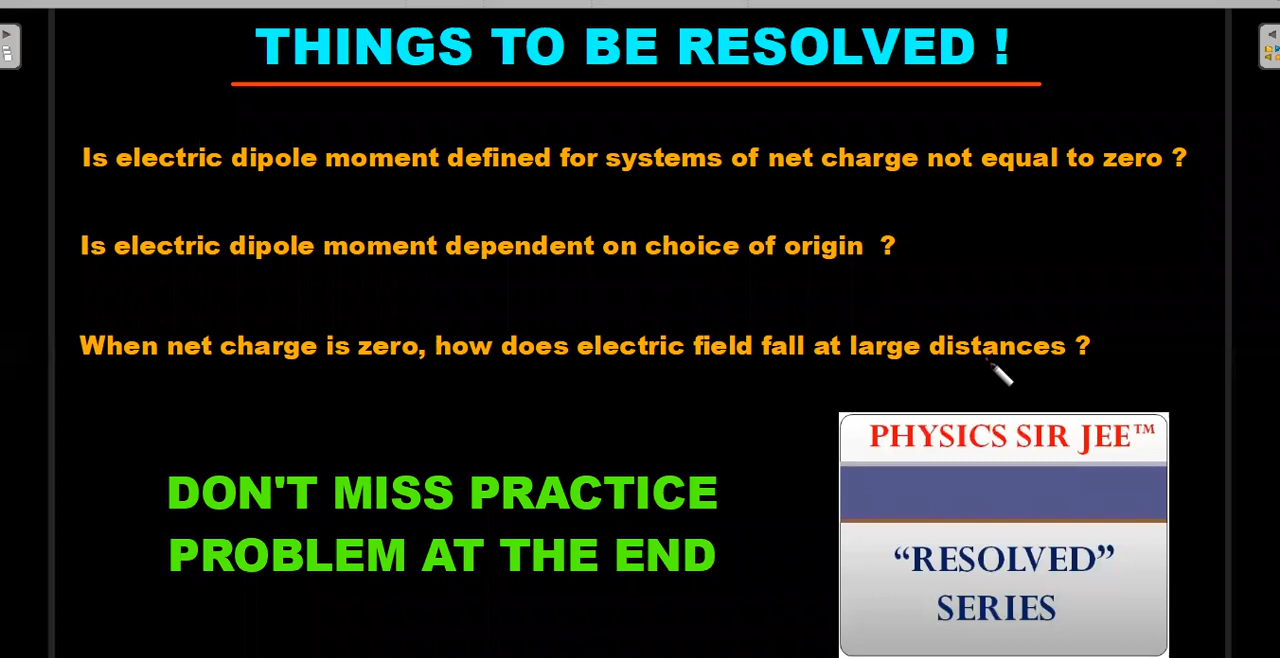 THINGS TO BE RESOLVED !
Is electric dipole moment defined for systems of net charge not equal to zero ?
Is electric dipole moment dependent on choice of origin ?
When net charge is zero, how does electric field fall at large distances ?
DON'T MISS PRACTICE
PROBLEM AT THE END
PHYSICS SIR JEE™
“RESOLVED”
SERIES